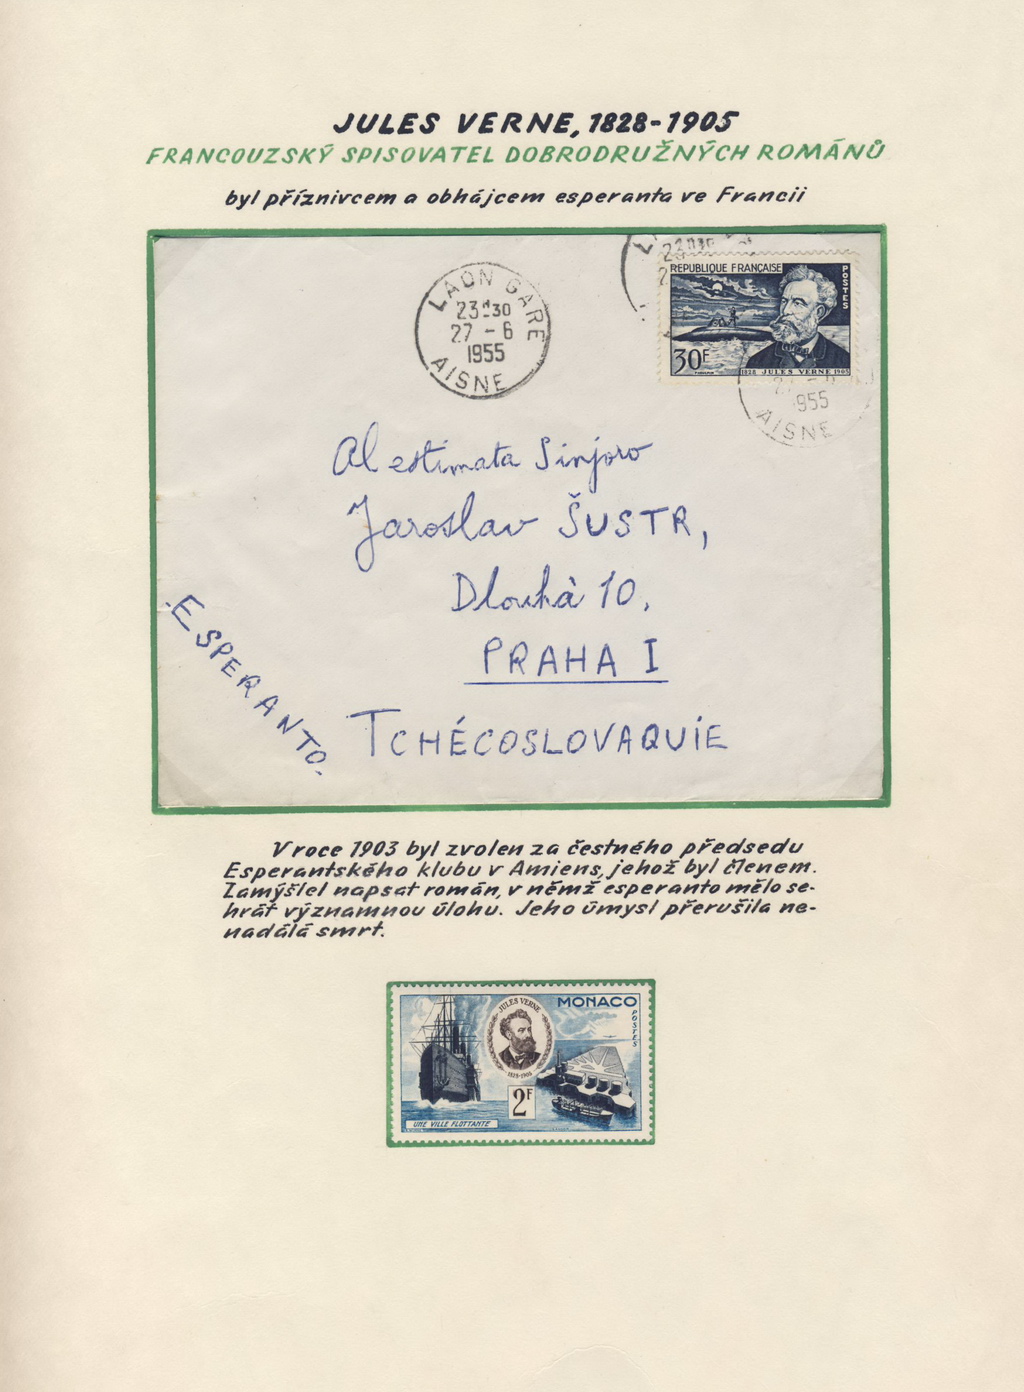 JULES VERNE, 1828-1905
FRANCOUZSKÝ SPISOVATEL DOBRODRUŽNÝCH ROMÁNŮ
byl příznivcem a obhájcem esperanta ve Francii
LAON GARE
23H30
27 - 6
1955
AISNE
REPUBLIQUE FRANÇAISE
POSTES
30F
1828 JULES VERNE 1905
1955
AISNE
Al estimata Sinjoro
Jaroslav ŠUSTR,
Dlouhà 10,
PRAHA I
TCHÉCOSLOVAQUiE
ESPERANTO.
V roce 1903 byl zvolen za čestného předsedu
Esperantského klubu v Amiens, jehož byl členem.
Zamýšlel napsat román, v němž esperanto mělo se-
hrát významnou úlohu. Jeho úmysl přerušila ne-
nadálá smrt.
JULES VERNE
1828-1905
MONACO
POSTES
2F
UNE VILLE FLOTTANTE